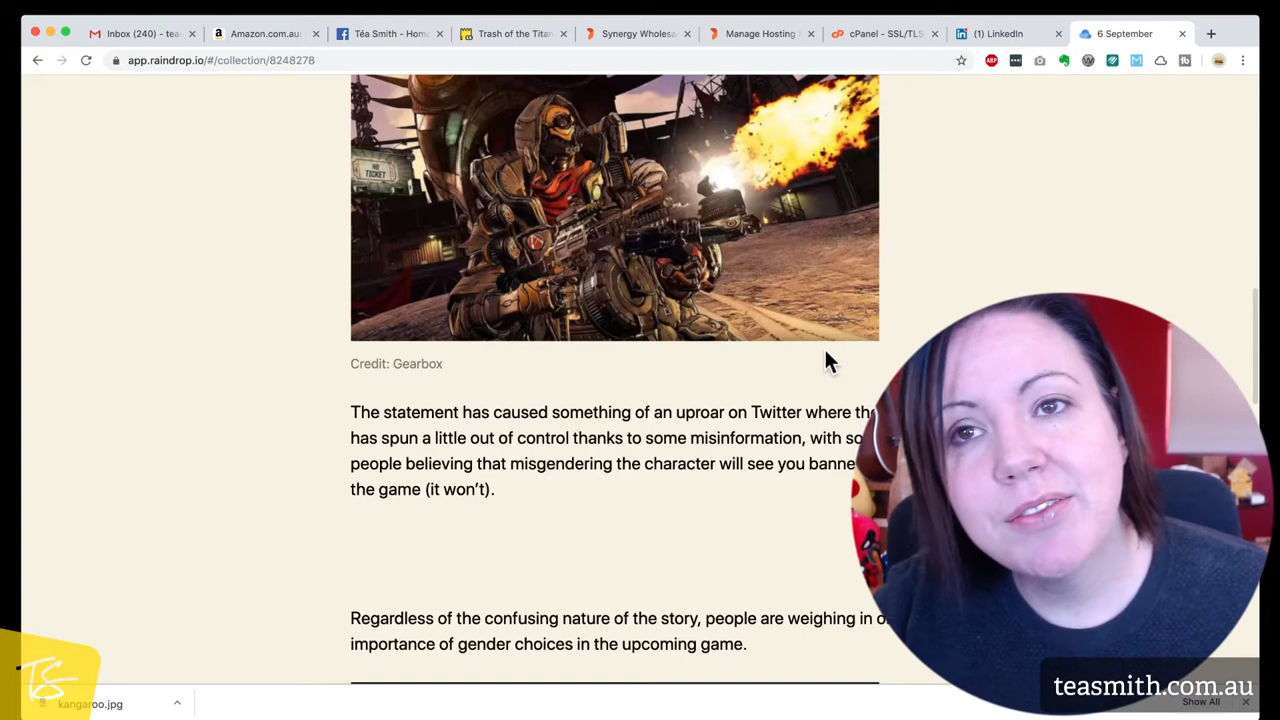 Inbox (240) - tea
Amazon.com.au:
Téa Smith - Hom
Trash of the Titan
Synergy Wholesa
Manage Hosting
cPanel - SSL/TLS
(1) LinkedIn
6 September
app.raindrop.io/#/collection/8248278
NO
TICKET
Credit: Gearbox
The statement has caused something of an uproar on Twitter where th
has spun a little out of control thanks to some misinformation, with so
people believing that misgendering the character will see you banne
the game (it won't).
Regardless of the confusing nature of the story, people are weighing in o
importance of gender choices in the upcoming game.
TS
kangaroo.jpg
teasmith.com.au
Show All